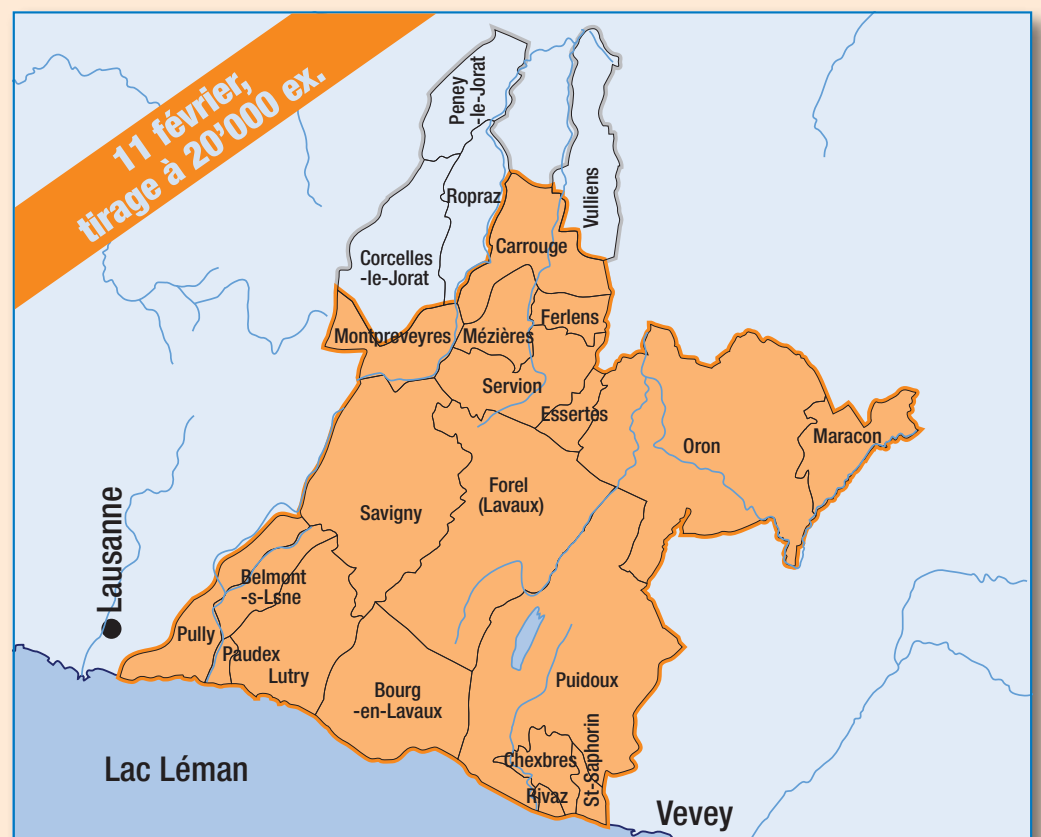 11 février,
tirage à 20’000 ex.
Peney
-le-Jorat
Ropraz
Vulliens
Corcelles
-le-Jorat
Carrouge
Montpreveyres
Mézières
Ferlens
Servion
Essertes
Oron
Maracon
Savigny
Forel
(Lavaux)
Lausanne
Belmont
-s-Lsne
Pully
Paudex
Lutry
Bourg
-en-Lavaux
Puidoux
Chexbres
St-Saphorin
Rivaz
Lac Léman
Vevey